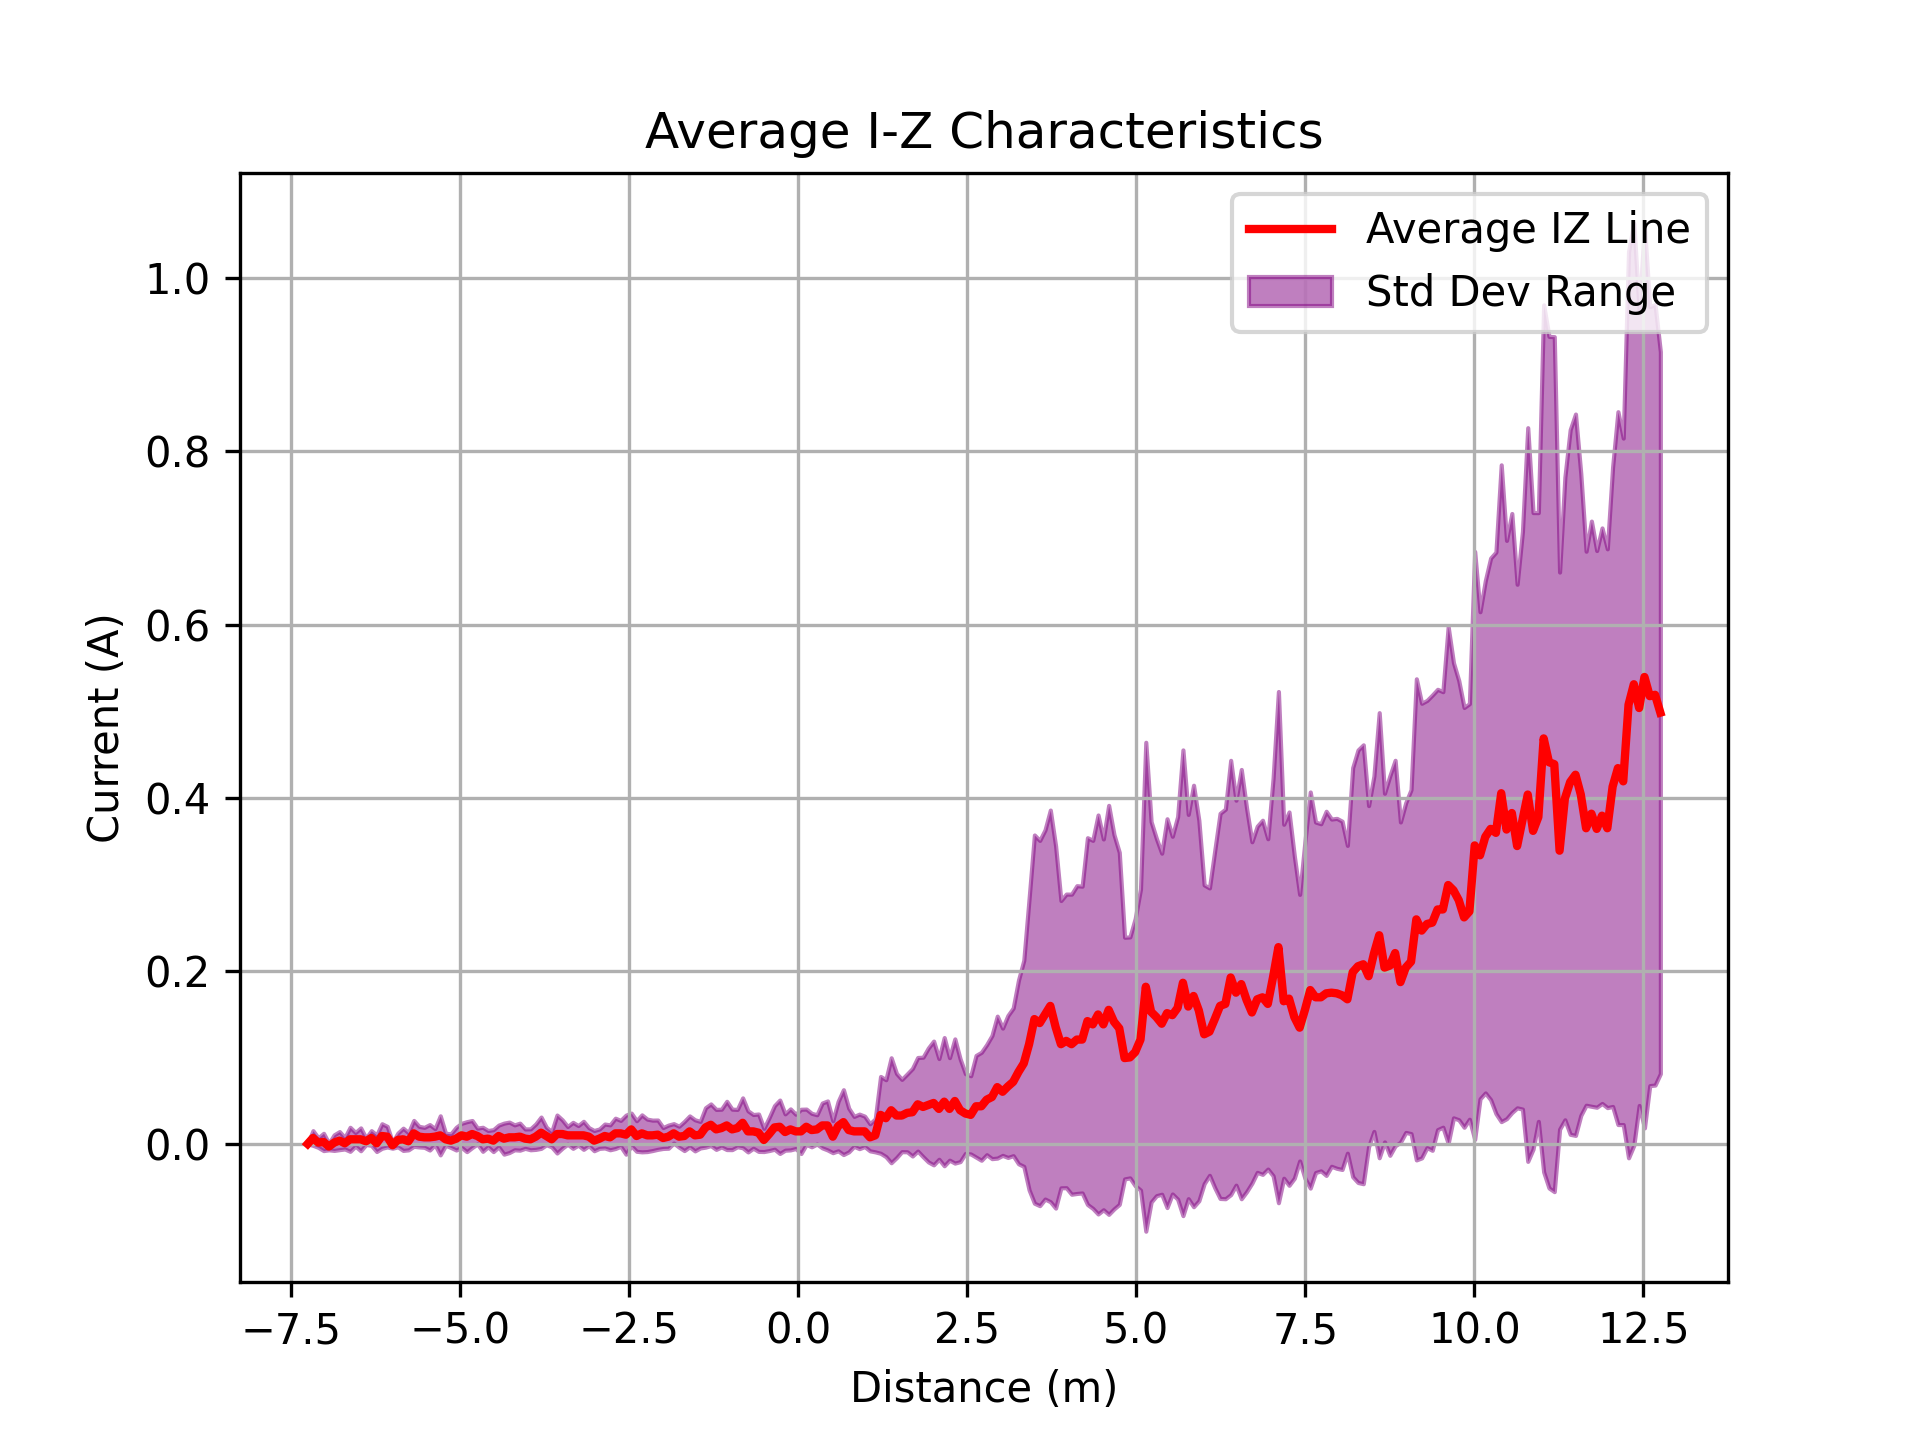 Average I-Z Characteristics
Average IZ Line
Std Dev Range
Current (A)
1.0
0.8
0.6
0.4
0.2
0.0
−7.5 −5.0 −2.5 0.0 2.5 5.0 7.5 10.0 12.5
Distance (m)